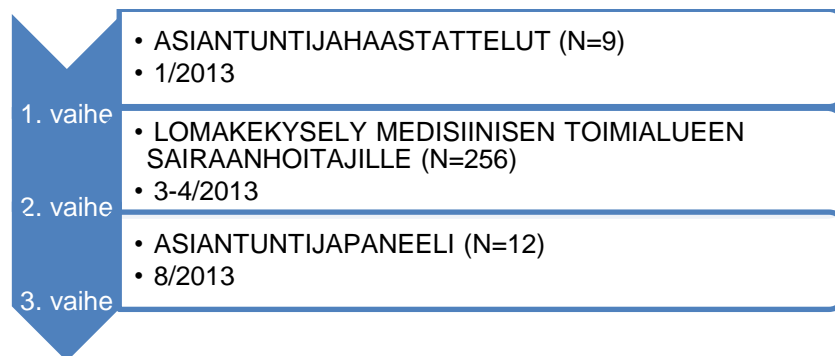 1. vaihe
• ASIANTUNTIJAHAASTATTELUT (N=9)
• 1/2013
2. vaihe
• LOMAKEKYSELY MEDISIINISEN TOIMIALUEEN
SAIRAANHOITAJILLE (N=256)
• 3-4/2013
3. vaihe
• ASIANTUNTIJAPANEELI (N=12)
• 8/2013